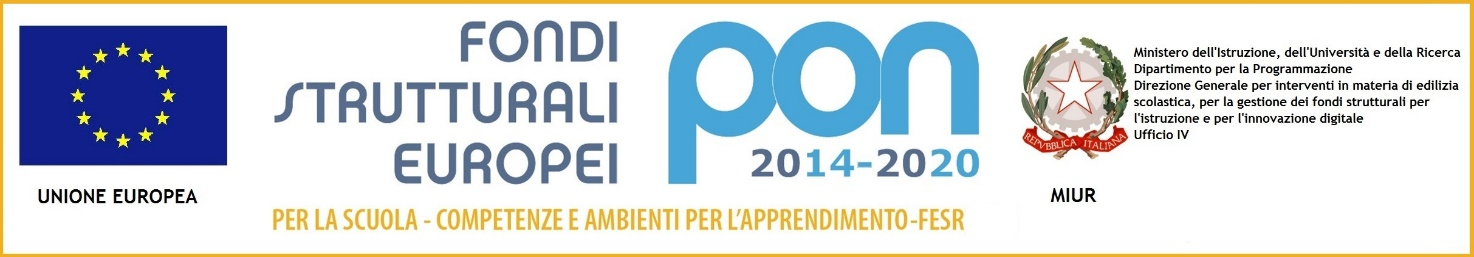 UNIONE EUROPEA
FONDI
STRUTTURALI
EUROPEI
pon
2014-2020
PER LA SCUOLA - COMPETENZE E AMBIENTI PER L'APPRENDIMENTO-FESR
REPVBBLICA ITALIANA
MIUR
Ministero dell'Istruzione, dell'Università e della Ricerca
Dipartimento per la Programmazione
Direzione Generale per interventi in materia di edilizia
scolastica, per la gestione dei fondi strutturali per
l'istruzione e per l'innovazione digitale
Ufficio IV